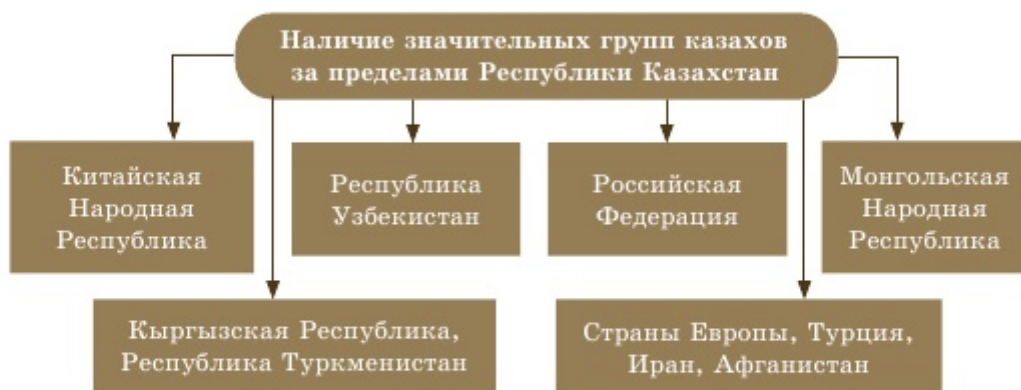 Наличие значительных групп казахов
за пределами Республики Казахстан
Китайская
Народная
Республика
Республика
Узбекистан
Российская
Федерация
Монгольская
Народная
Республика
Кыргызская Республика,
Республика Туркменистан
Страны Европы, Турция,
Иран, Афганистан